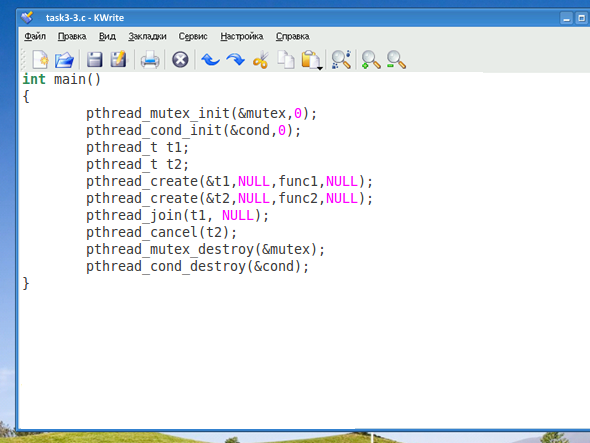 task3-3.c - KWrite
Файл Правка Вид Закладки Сервис Настройка Справка
int main()
{
pthread_mutex_init(&mutex,0);
pthread_cond_init(&cond,0);
pthread_t t1;
pthread_t t2;
pthread_create(&t1,NULL,func1,NULL);
pthread_create(&t2,NULL,func2,NULL);
pthread_join(t1, NULL);
pthread_cancel(t2);
pthread_mutex_destroy(&mutex);
pthread_cond_destroy(&cond);
}